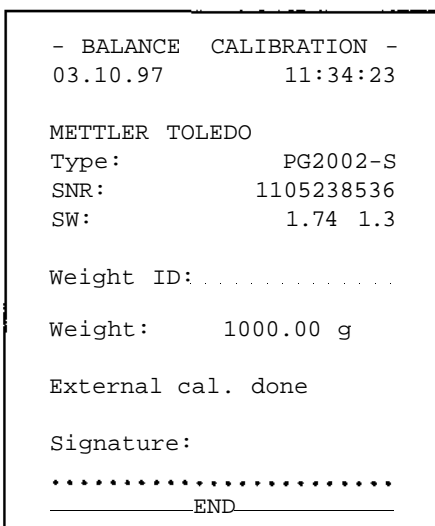 - BALANCE CALIBRATION -
03.10.97 11:34:23
METTLER TOLEDO
Type: PG2002-S
SNR: 1105238536
SW: 1.74 1.3
Weight ID:..............
Weight: 1000.00 g
External cal. done
Signature:
........................
END